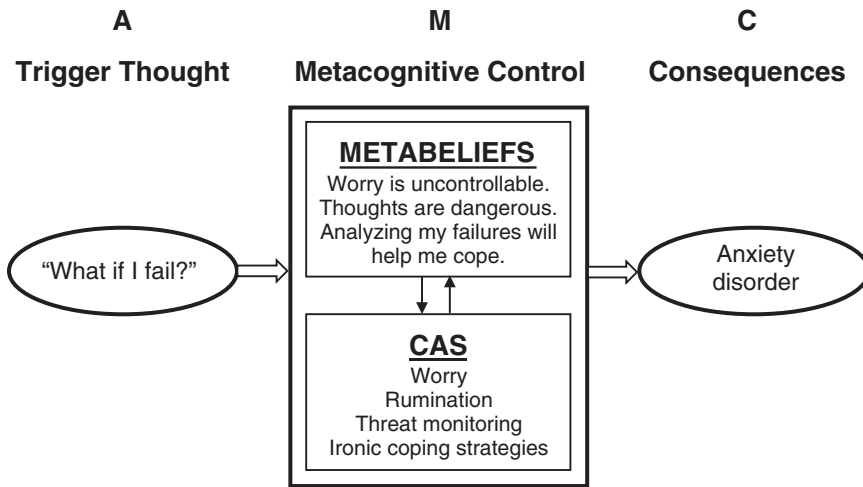 A
Trigger Thought
M
Metacognitive Control
C
Consequences
“What if I fail?”
METABELIEFS
Worry is uncontrollable.
Thoughts are dangerous.
Analyzing my failures will
help me cope.
CAS
Worry
Rumination
Threat monitoring
Ironic coping strategies
Anxiety
disorder